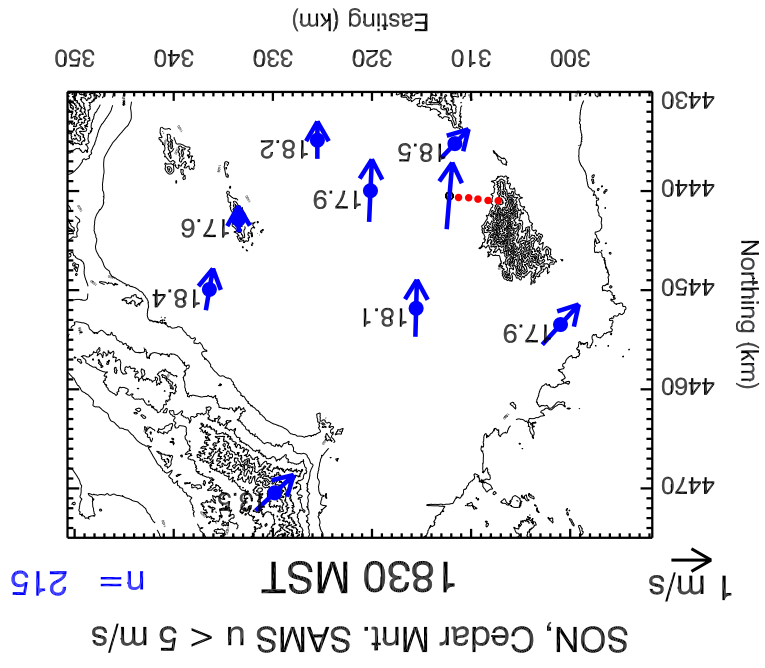 SON, Cedar Mnt. SAMS u < 5 m/s
1 m/s
1830 MST
n= 215
Northing (km)
4470
4460
4450
4440
4430
17.9
18.1
18.4
17.6
17.9
18.5
18.2
300 310 320 330 340 350
Easting (km)